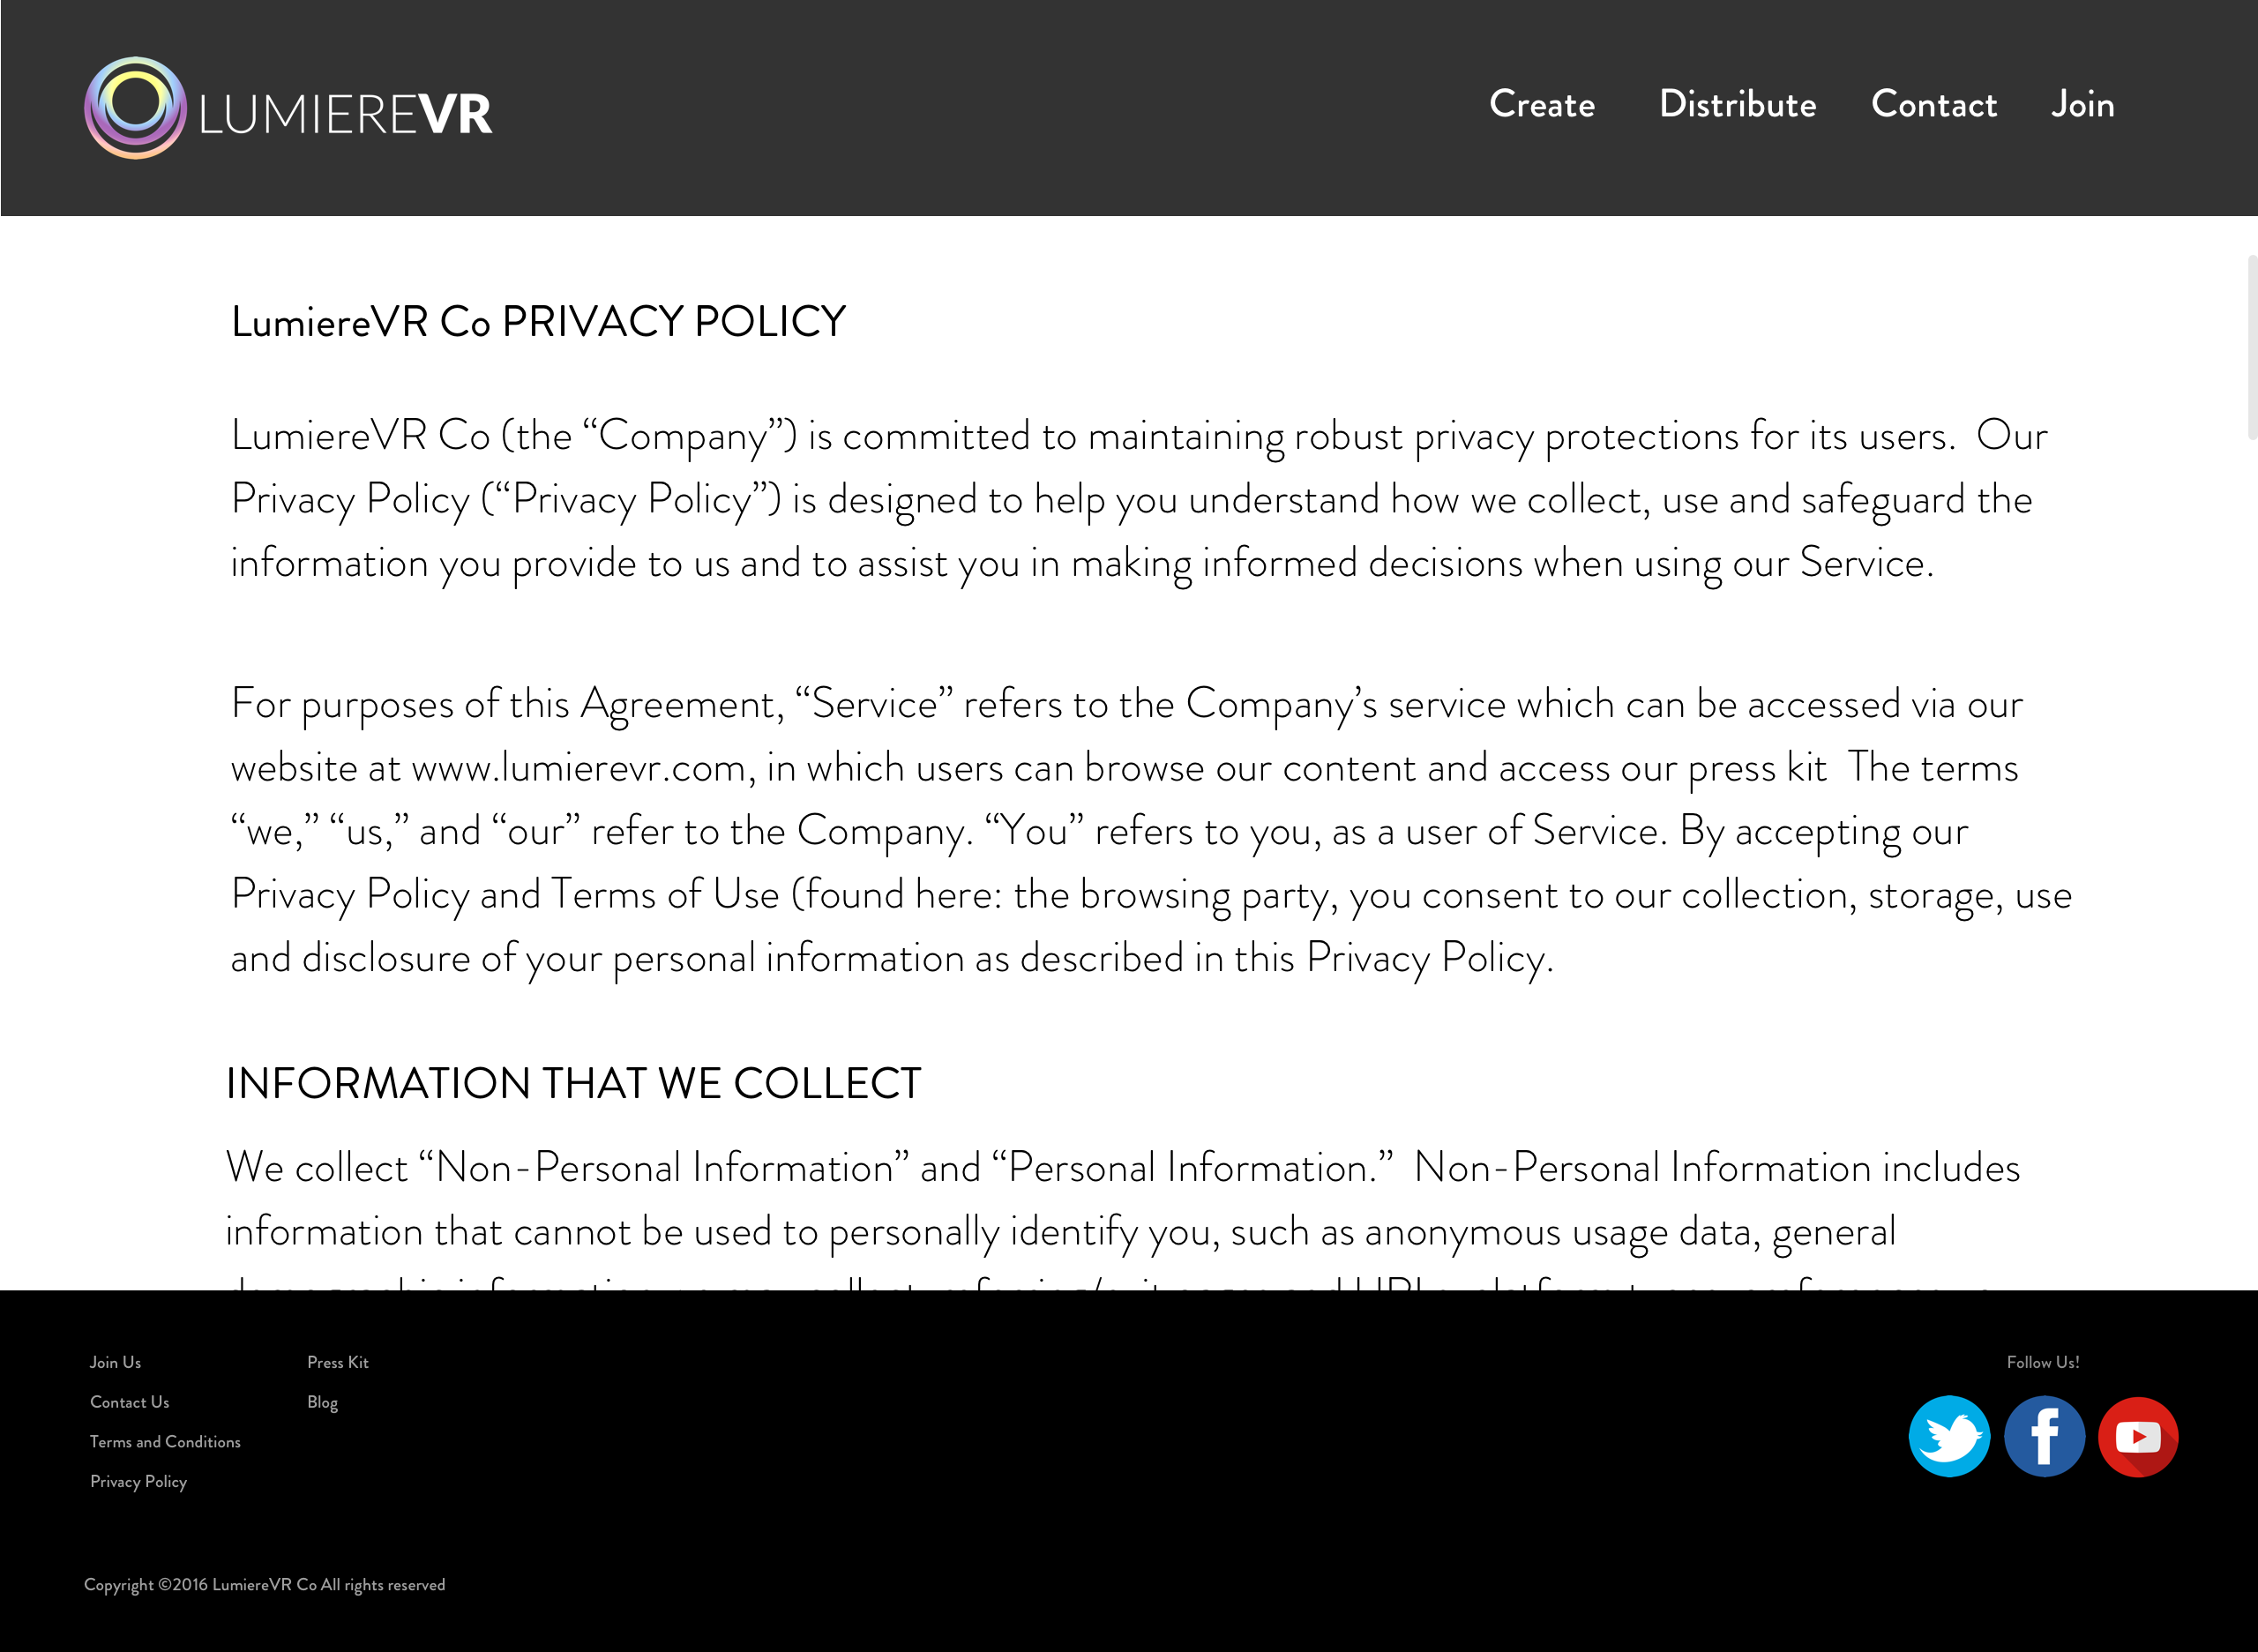 LUMIEREVR
Create Distribute Contact Join
LumiereVR Co PRIVACY POLICY
LumiereVR Co (the “Company”) is committed to maintaining robust privacy protections for its users.  Our
Privacy Policy (“Privacy Policy”) is designed to help you understand how we collect, use and safeguard the
information you provide to us and to assist you in making informed decisions when using our Service.
For purposes of this Agreement, “Service” refers to the Company’s service which can be accessed via our
website at www.lumierevr.com, in which users can browse our content and access our press kit  The terms
“we,” “us,” and “our” refer to the Company. “You” refers to you, as a user of Service. By accepting our
Privacy Policy and Terms of Use (found here: the browsing party, you consent to our collection, storage, use
and disclosure of your personal information as described in this Privacy Policy.
INFORMATION THAT WE COLLECT
We collect “Non-Personal Information” and “Personal Information.”  Non-Personal Information includes
information that cannot be used to personally identify you, such as anonymous usage data, general
Join Us
Contact Us
Terms and Conditions
Privacy Policy
Press Kit
Blog
Follow Us!
Copyright ©2016 LumiereVR Co All rights reserved